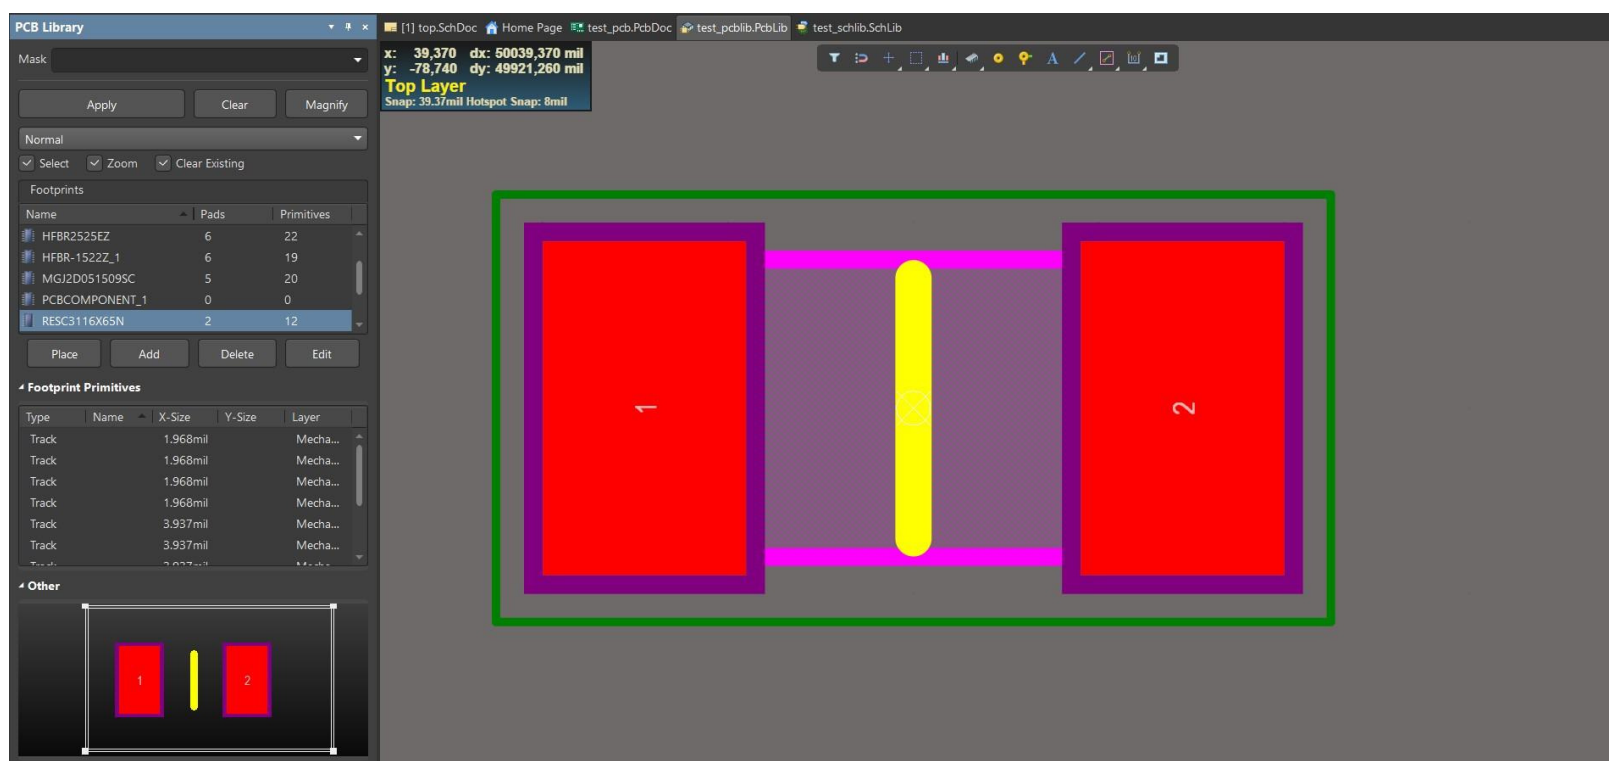 PCB Library
[1] top.SchDoc Home Page test_pcb.PcbDoc test_pcblib.PcbLib test_schlib.SchLib
Mask
x: 39,370 dx: 50039,370 mil
y: -78,740 dy: 49921,260 mil
Top Layer
Snap: 39.37mil Hotspot Snap: 8mil
Apply Clear Magnify
Normal
Select Zoom Clear Existing
Footprints
Name Pads Primitives
HFBR2525EZ 6 22
HFBR-1522Z_1 6 19
MGJ2D051509SC 5 20
PCBCOMPONENT_1 0 0
RESC3116X65N 2 12
Place Add Delete Edit
Footprint Primitives
Type Name X-Size Y-Size Layer
Track 1.968mil Mecha...
Track 1.968mil Mecha...
Track 1.968mil Mecha...
Track 1.968mil Mecha...
Track 3.937mil Mecha...
Track 3.937mil Mecha...
Other
1 2
1 2